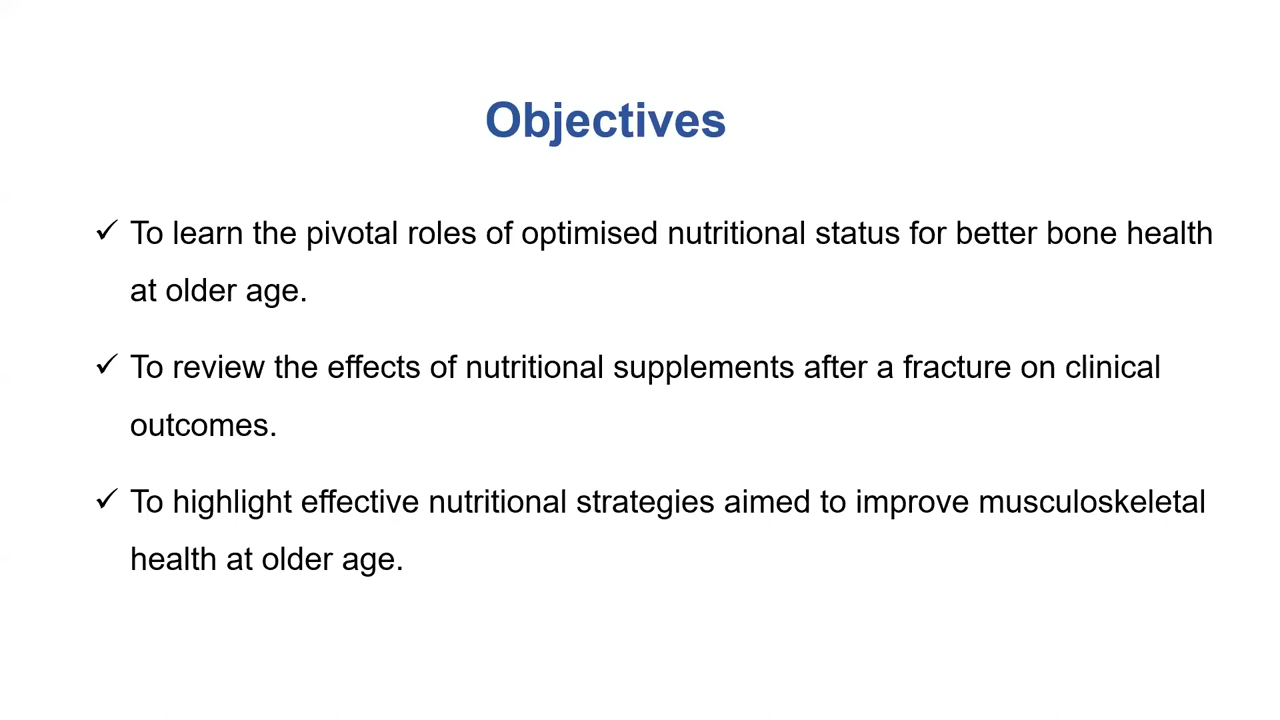 Objectives
✓ To learn the pivotal roles of optimised nutritional status for better bone health
at older age.
✓ To review the effects of nutritional supplements after a fracture on clinical
outcomes.
✓ To highlight effective nutritional strategies aimed to improve musculoskeletal
health at older age.